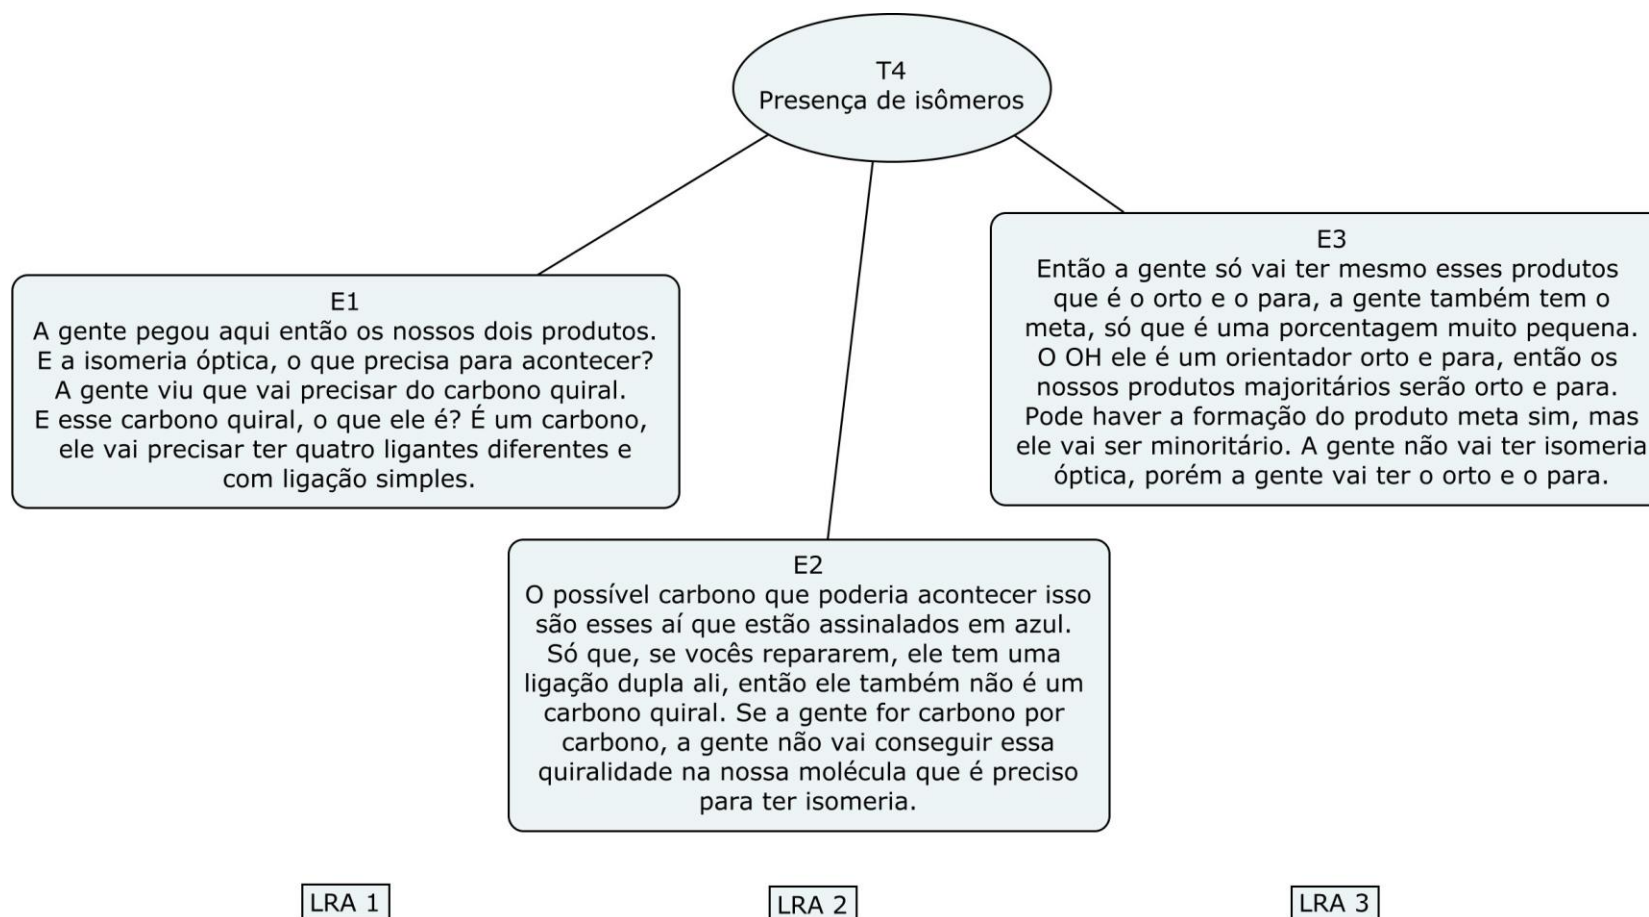 T4
Presença de isômeros
E1
A gente pegou aqui então os nossos dois produtos.
E a isomeria óptica, o que precisa para acontecer?
A gente viu que vai precisar do carbono quiral.
E esse carbono quiral, o que ele é? É um carbono,
ele vai precisar ter quatro ligantes diferentes e
com ligação simples.
E3
Então a gente só vai ter mesmo esses produtos
que é o orto e o para, a gente também tem o
meta, só que é uma porcentagem muito pequena.
O OH ele é um orientador orto e para, então os
nossos produtos majoritários serão orto e para.
Pode haver a formação do produto meta sim, mas
ele vai ser minoritário. A gente não vai ter isomeria
óptica, porém a gente vai ter o orto e o para.
E2
O possível carbono que poderia acontecer isso
são esses aí que estão assinalados em azul.
Só que, se vocês repararem, ele tem uma
ligação dupla ali, então ele também não é um
carbono quiral. Se a gente for carbono por
carbono, a gente não vai conseguir essa
quiralidade na nossa molécula que é preciso
para ter isomeria.
LRA 1
LRA 2
LRA 3